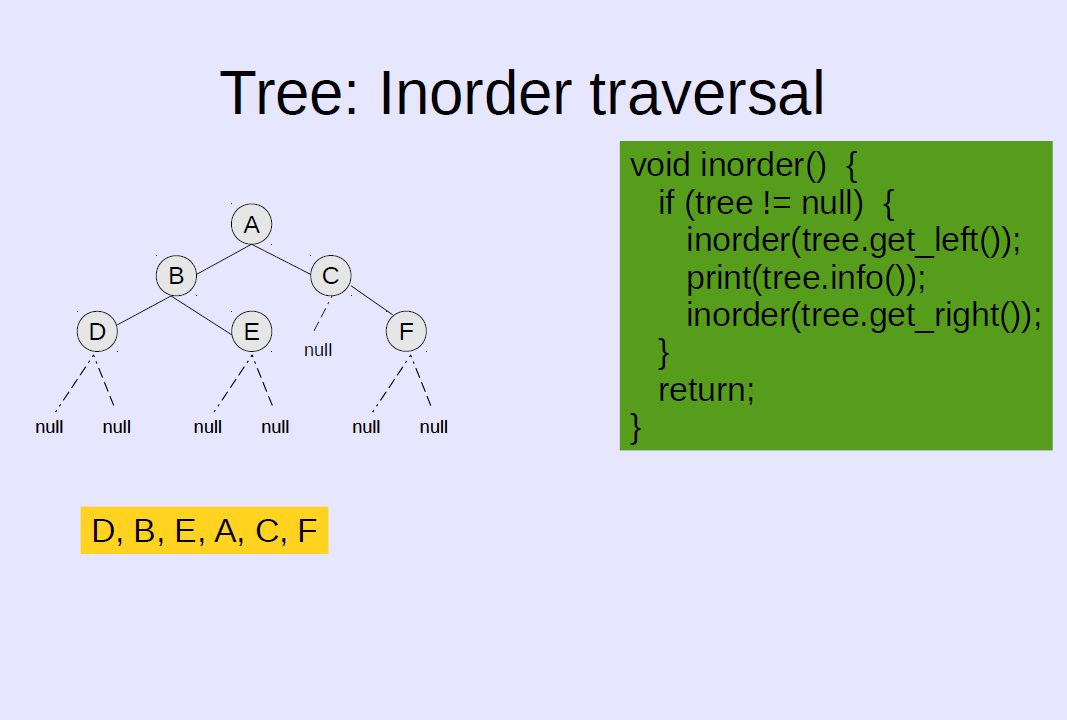 Tree: Inorder traversal
A
B
C
D
E
F
null
null null null null null null
void inorder()  {
if (tree != null)  {
inorder(tree.get_left());
print(tree.info());
inorder(tree.get_right());
}
return;
}
D, B, E, A, C, F